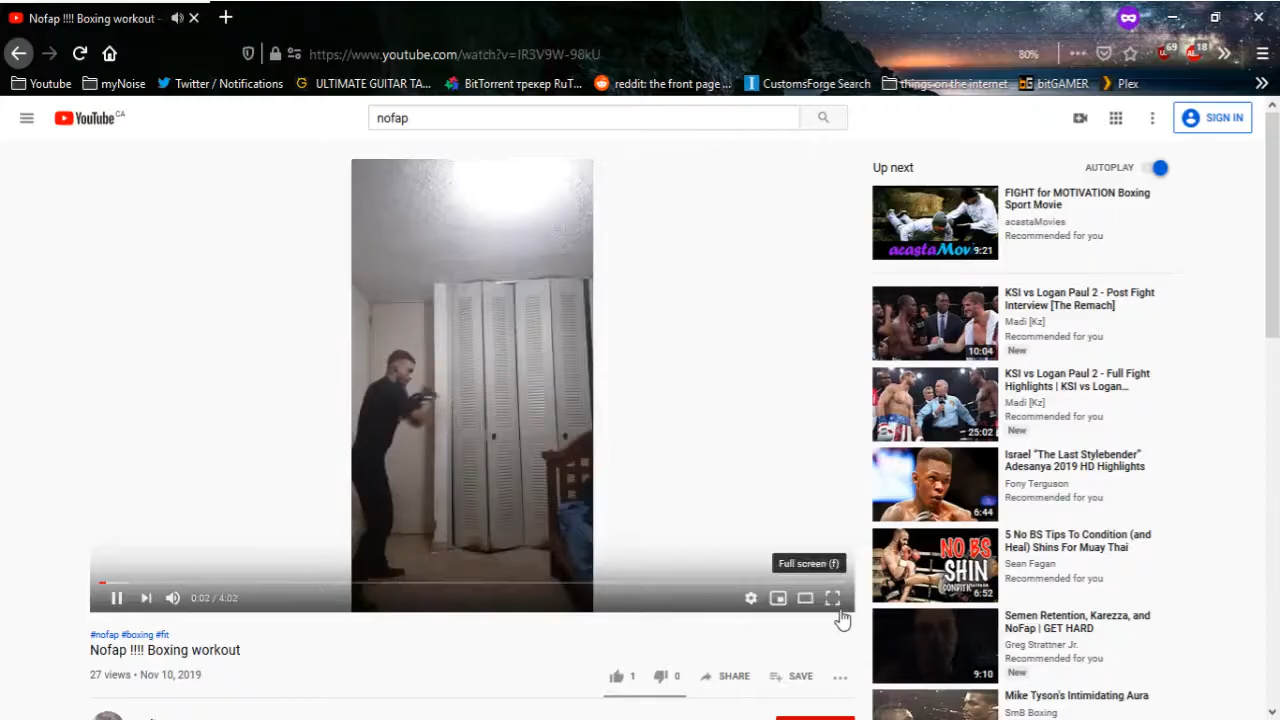 Nofap !!!! Boxing workout -
https://www.youtube.com/watch?v=IR3V9W-98kU
80%
69
18
Youtube
myNoise
Twitter / Notifications
ULTIMATE GUITAR TA...
BitTorrent трекер RuT...
reddit: the front page ...
CustomsForge Search
things on the internet
bitGAMER
Plex
YouTube CA
nofap
SIGN IN
Up next
AUTOPLAY
acastaMov
9:21
FIGHT for MOTIVATION Boxing
Sport Movie
acastaMovies
Recommended for you
10:04
KSI vs Logan Paul 2 - Post Fight
Interview [The Remach]
Madi [Kz]
Recommended for you
New
25:02
KSI vs Logan Paul 2 - Full Fight
Highlights | KSI vs Logan...
Madi [Kz]
Recommended for you
New
6:44
Israel "The Last Stylebender"
Adesanya 2019 HD Highlights
Fony Terguson
Recommended for you
NO BS
SHIN
6:52
5 No BS Tips To Condition (and
Heal) Shins For Muay Thai
Sean Fagan
Recommended for you
9:10
Semen Retention, Karezza, and
NoFap | GET HARD
Greg Strattner Jr.
Recommended for you
New
Mike Tyson's Intimidating Aura
SmB Boxing
Full screen (f)
0:02 / 4:02
#nofap #boxing #fit
Nofap !!!! Boxing workout
27 views • Nov 10, 2019
1
0
SHARE
SAVE